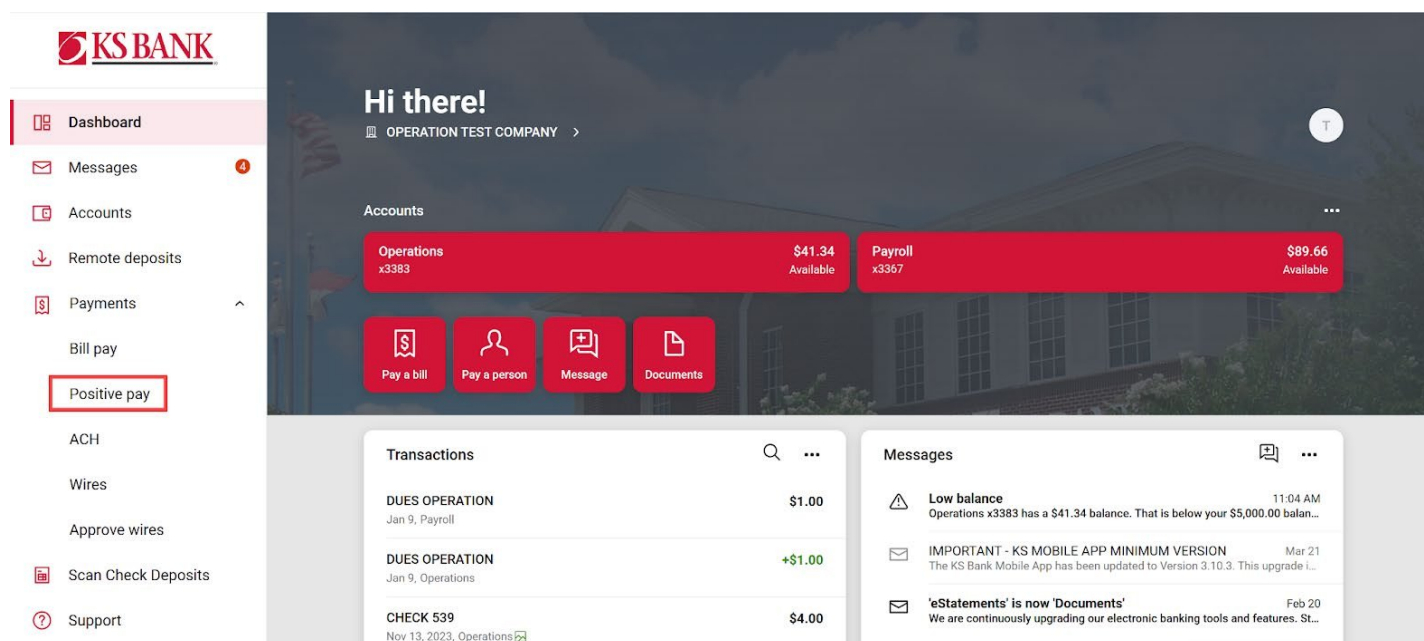 KS BANK
Dashboard
Messages 4
Accounts
Remote deposits
Payments
Bill pay
Positive pay
ACH
Wires
Approve wires
Scan Check Deposits
Support
Hi there!
OPERATION TEST COMPANY >
T
Accounts
Operations $41.34
x3383 Available
Payroll $89.66
x3367 Available
Pay a bill
Pay a person
Message
Documents
Transactions
DUES OPERATION $1.00
Jan 9, Payroll
DUES OPERATION +$1.00
Jan 9, Operations
CHECK 539 $4.00
Nov 13, 2023, Operations
Messages
Low balance 11:04 AM
Operations x3383 has a $41.34 balance. That is below your $5,000.00 balan...
IMPORTANT - KS MOBILE APP MINIMUM VERSION Mar 21
The KS Bank Mobile App has been updated to Version 3.10.3. This upgrade i...
'eStatements' is now 'Documents' Feb 20
We are continuously upgrading our electronic banking tools and features. St...